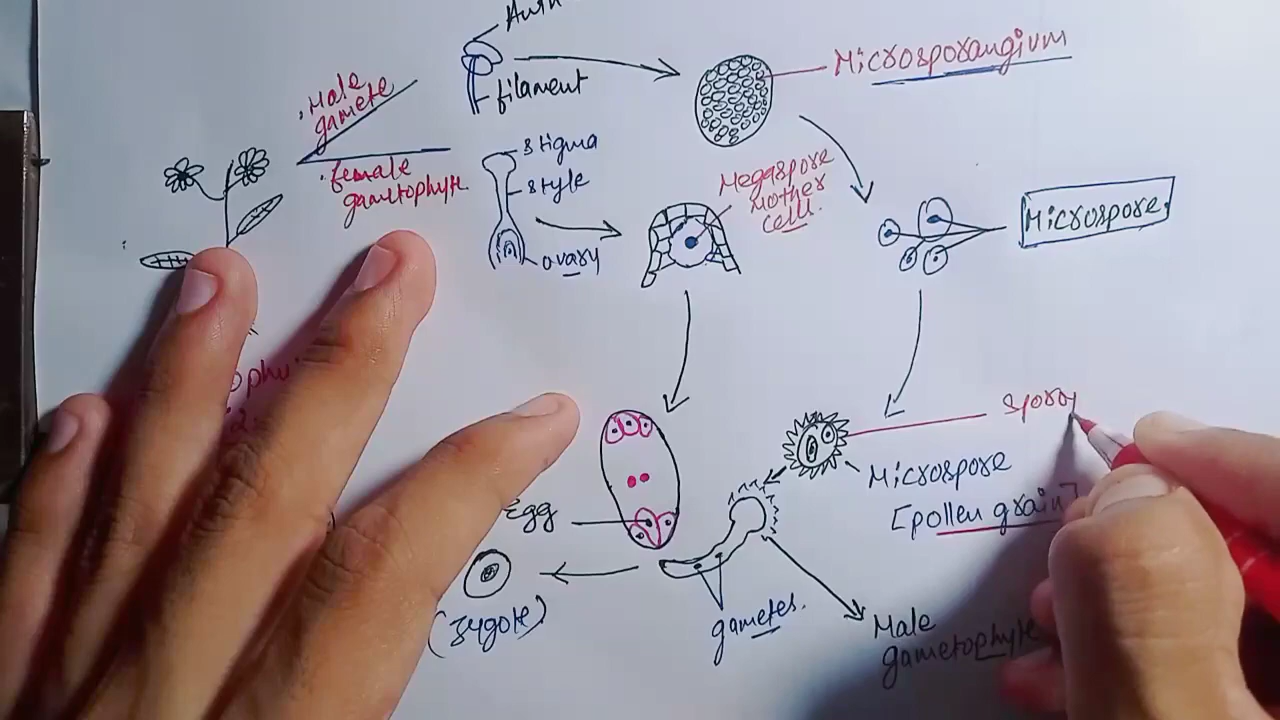 Microsporangium
Male
gamete
filament
stigma
style
ovary
female
gametophyte.
Megaspore
Mother
cell.
Microspore.
Microspore
[pollen grain]
Egg
(zygote)
gametes.
Male
gametophyte